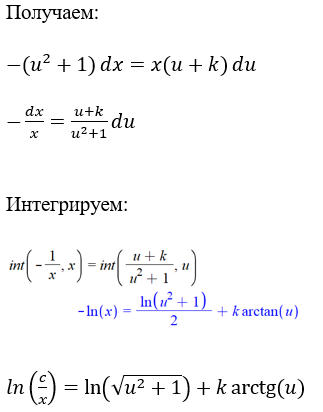 Получаем:
−(u² + 1) dx = x(u + k) du
−dx/x = (u+k)/(u²+1) du
Интегрируем:
int(−1/x, x) = int((u + k)/(u² + 1), u)
−ln(x) = ln(u² + 1)/2 + k arctan(u)
ln(c/x) = ln(√(u² + 1)) + k arctg(u)